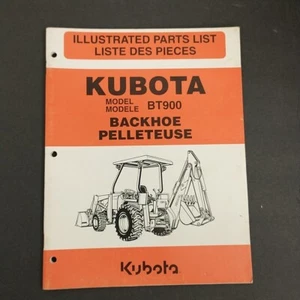 ILLUSTRATED PARTS LIST
LISTE DES PIECES
KUBOTA
MODEL
MODELE BT900
BACKHOE
PELLETEUSE
Kubota